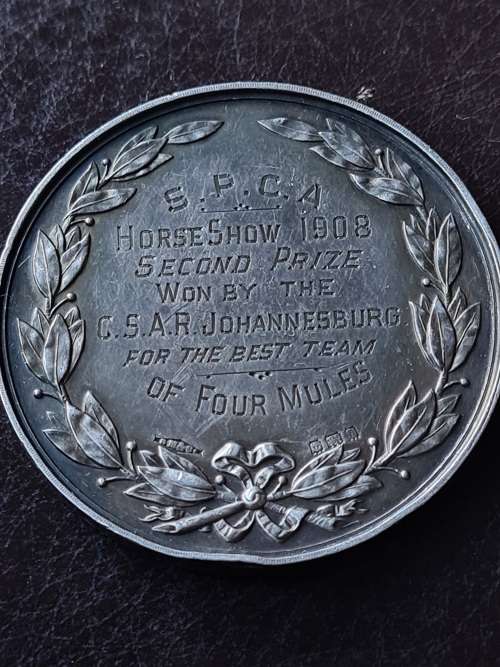 S.P.C.A
HORSE SHOW 1908
SECOND PRIZE
WON BY THE
C.S.A.R. JOHANNESBURG.
FOR THE BEST TEAM
OF FOUR MULES